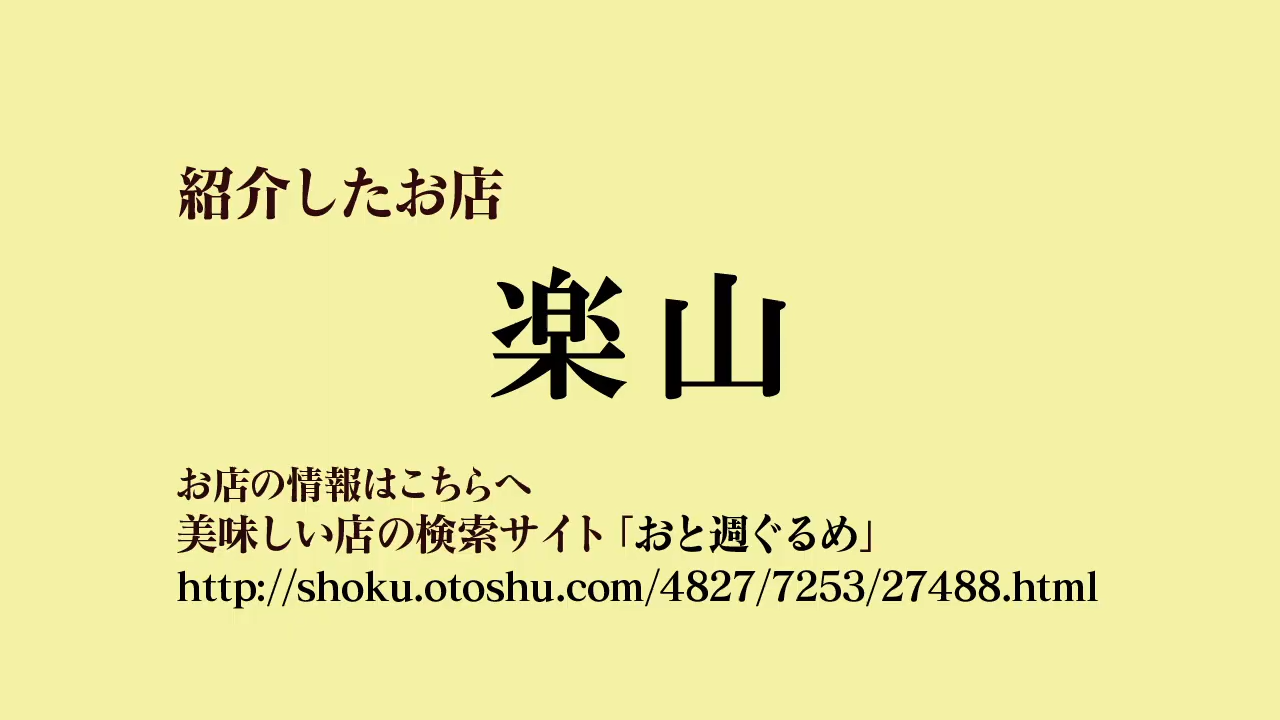 紹介したお店
楽山
お店の情報はこちらへ
美味しい店の検索サイト「おと週ぐるめ」
http://shoku.otoshu.com/4827/7253/27488.html